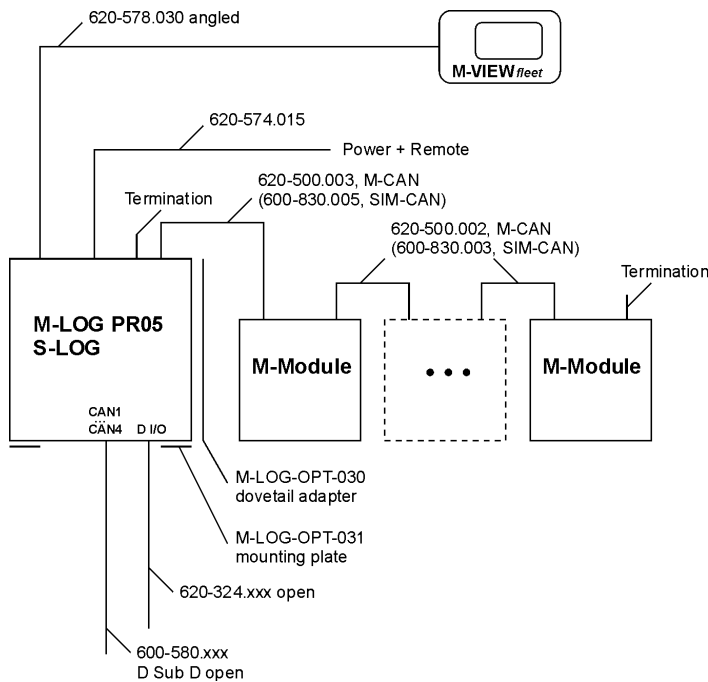 620-578.030 angled
M-VIEW fleet
620-574.015
Power + Remote
620-500.003, M-CAN
(600-830.005, SIM-CAN)
Termination
620-500.002, M-CAN
(600-830.003, SIM-CAN)
Termination
M-LOG PR05
S-LOG
M-Module
M-Module
CAN1
...
CAN4 D I/O
M-LOG-OPT-030
dovetail adapter
M-LOG-OPT-031
mounting plate
620-324.xxx open
600-580.xxx
D Sub D open